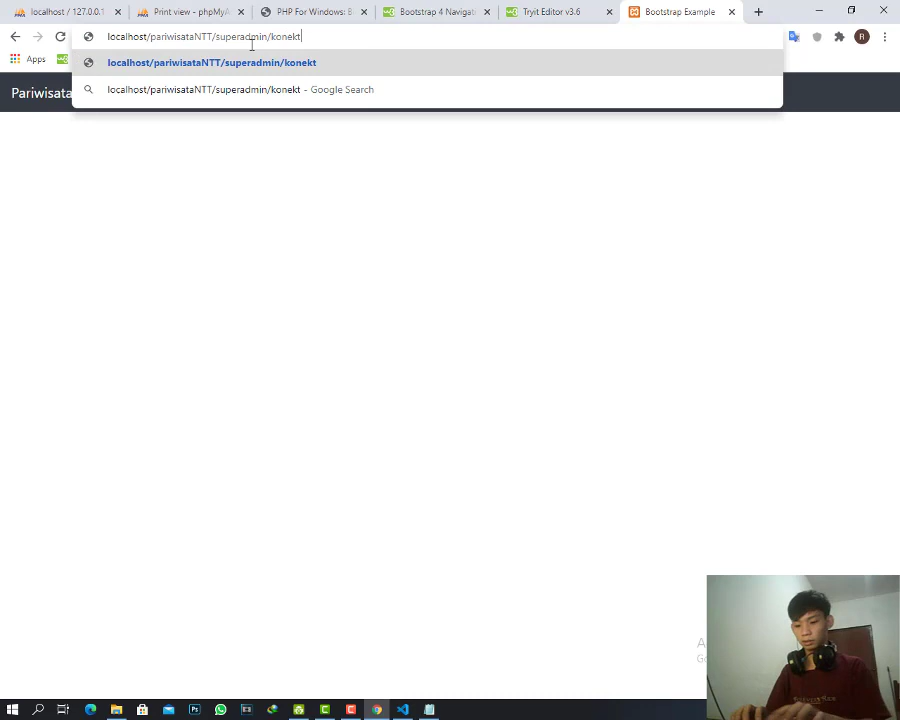 localhost / 127.0.0.1
Print view - phpMyA
PHP For Windows: Bi
Bootstrap 4 Navigat
Tryit Editor v3.6
Bootstrap Example
localhost/pariwisataNTT/superadmin/konekt
R
Apps
localhost/pariwisataNTT/superadmin/konekt
localhost/pariwisataNTT/superadmin/konekt - Google Search
Pariwisata